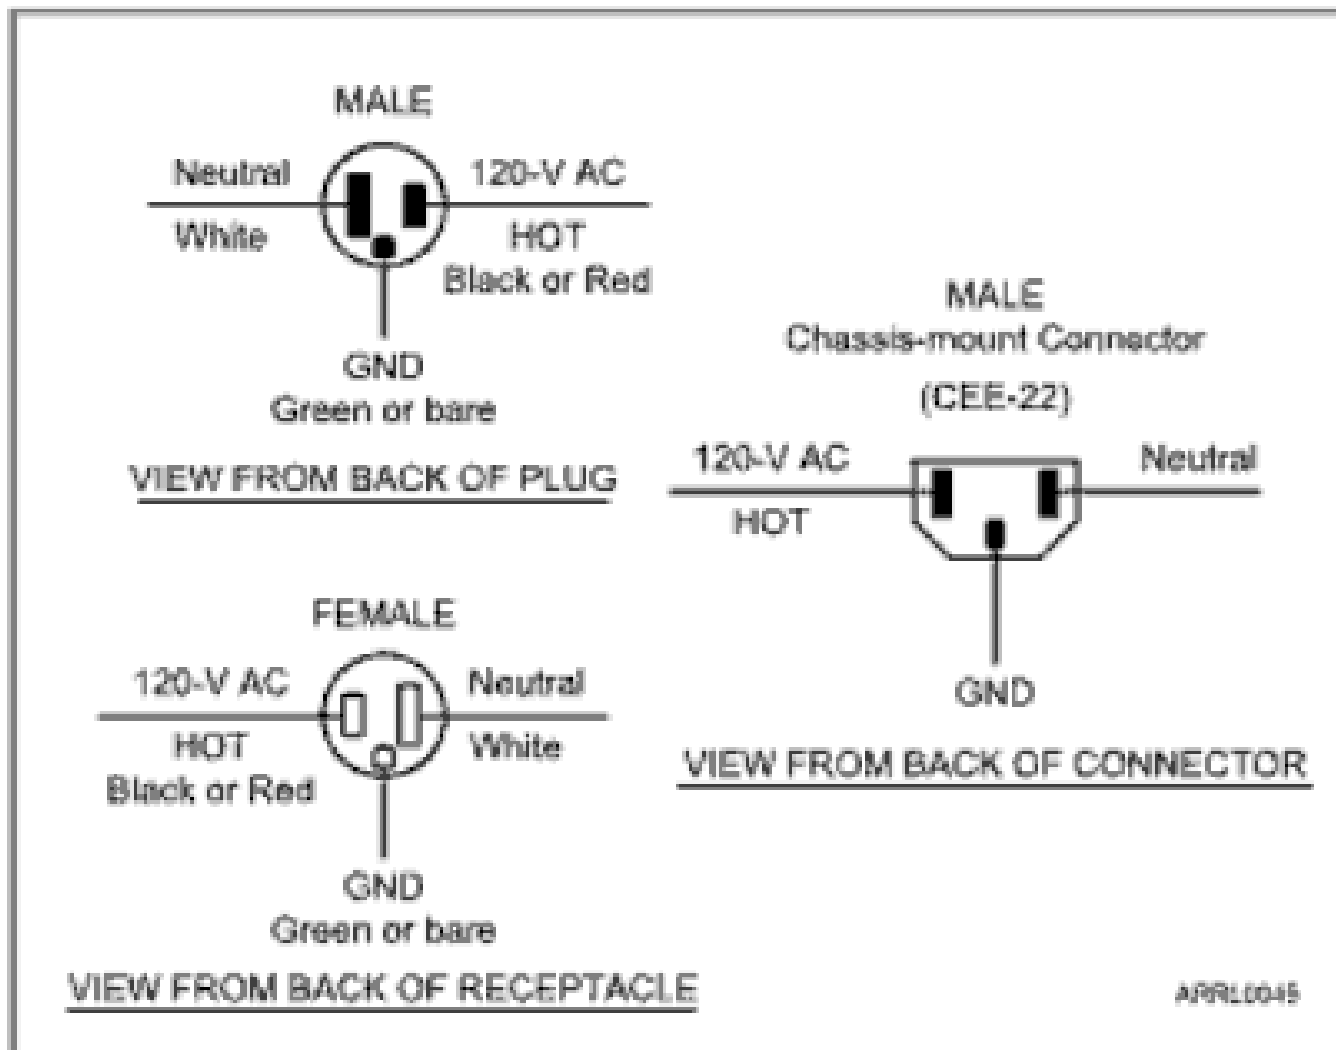 MALE
Neutral
120-V AC
White
HOT
Black or Red
GND
Green or bare
VIEW FROM BACK OF PLUG
FEMALE
120-V AC
Neutral
HOT
White
Black or Red
GND
Green or bare
VIEW FROM BACK OF RECEPTACLE
MALE
Chassis-mount Connector
(CEE-22)
120-V AC
Neutral
HOT
GND
VIEW FROM BACK OF CONNECTOR
ARRL0045